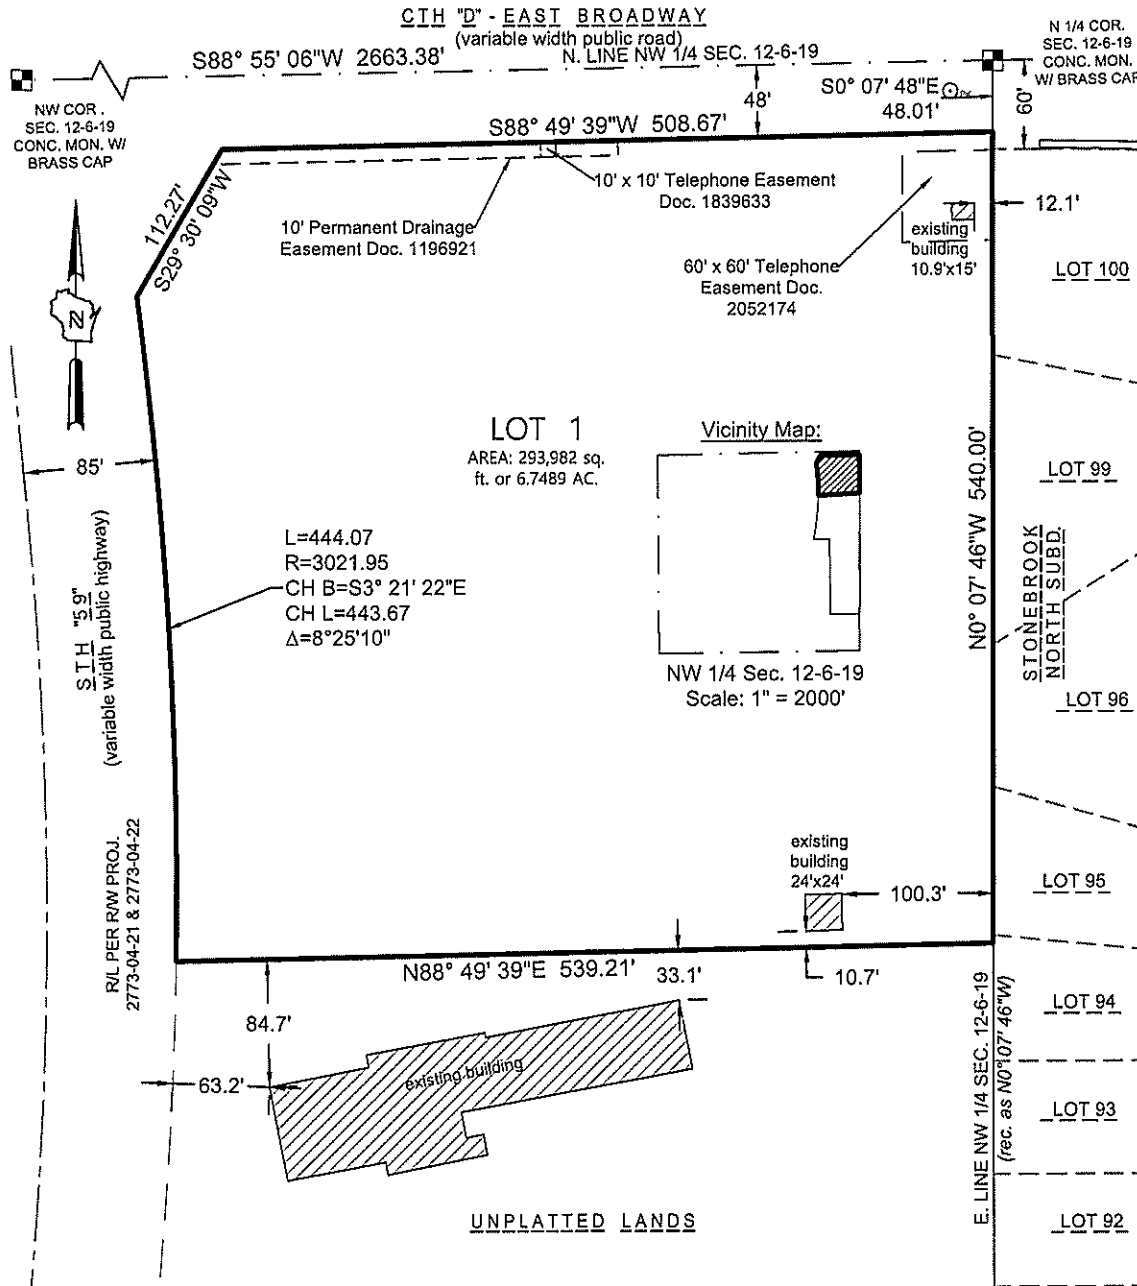 CTH "D" - EAST BROADWAY
(variable width public road)
S88° 55' 06"W 2663.38'
N. LINE NW 1/4 SEC. 12-6-19
N 1/4 COR.
SEC. 12-6-19
CONC. MON.
W/ BRASS CAP
NW COR.
SEC. 12-6-19
CONC. MON. W/
BRASS CAP
48'
S0° 07' 48"E
48.01'
60'
S88° 49' 39"W 508.67'
112.27'
S29° 30' 09"W
10' Permanent Drainage
Easement Doc. 1196921
10' x 10' Telephone Easement
Doc. 1839633
60' x 60' Telephone
Easement Doc.
2052174
existing
building
10.9'x15'
12.1'
LOT 100
N
85'
LOT 1
AREA: 293,982 sq.
ft. or 6.7489 AC.
Vicinity Map:
NW 1/4 Sec. 12-6-19
Scale: 1" = 2000'
L=444.07
R=3021.95
CH B=S3° 21' 22"E
CH L=443.67
Δ=8°25'10"
STH "59"
(variable width public highway)
N0° 07' 46"W 540.00'
LOT 99
STONEBROOK
NORTH SUBD.
LOT 96
R/L PER R/W PROJ.
2773-04-21 & 2773-04-22
existing
building
24'x24'
100.3'
LOT 95
N88° 49' 39"E 539.21'
33.1'
10.7'
84.7'
63.2'
existing building
E. LINE NW 1/4 SEC. 12-6-19
(rec. as N0° 07' 46"W)
LOT 94
LOT 93
LOT 92
UNPLATTED LANDS